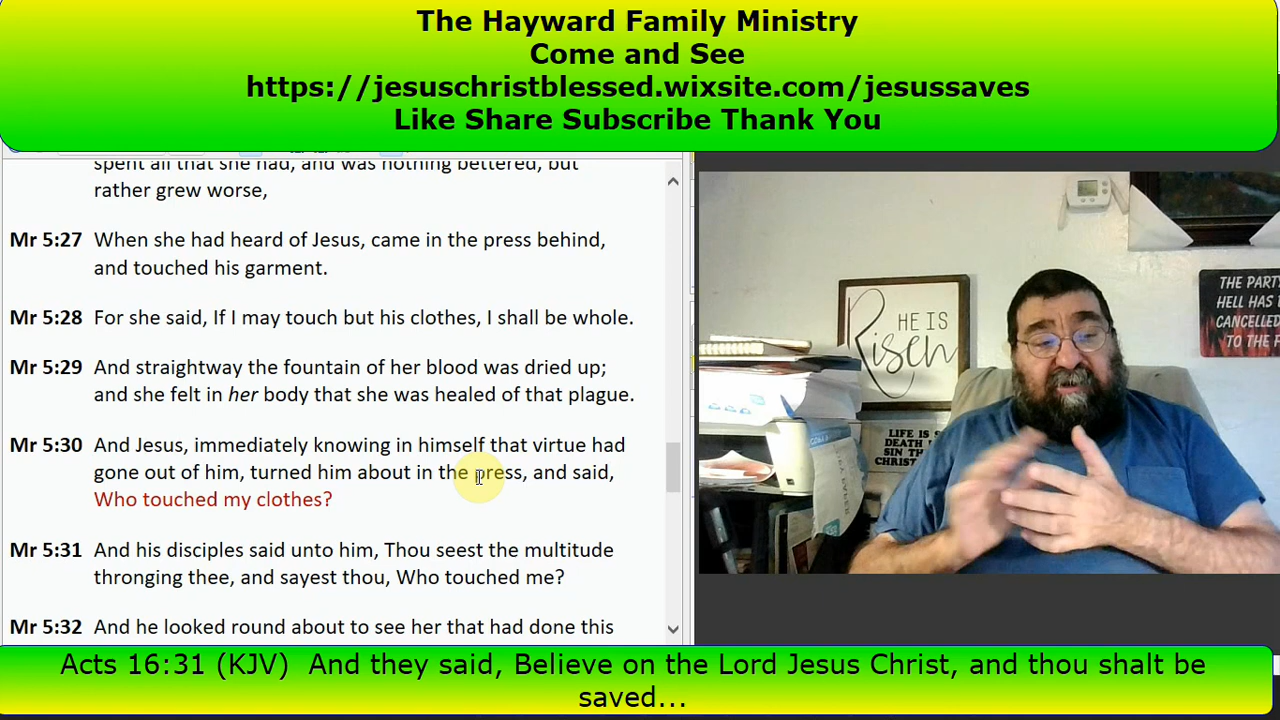 The Hayward Family Ministry
Come and See
https://jesuschristblessed.wixsite.com/jesussaves
Like Share Subscribe Thank You
spent all that she had, and was nothing bettered, but
rather grew worse,
Mr 5:27 When she had heard of Jesus, came in the press behind,
and touched his garment.
Mr 5:28 For she said, If I may touch but his clothes, I shall be whole.
Mr 5:29 And straightway the fountain of her blood was dried up;
and she felt in her body that she was healed of that plague.
Mr 5:30 And Jesus, immediately knowing in himself that virtue had
gone out of him, turned him about in the press, and said,
Who touched my clothes?
Mr 5:31 And his disciples said unto him, Thou seest the multitude
thronging thee, and sayest thou, Who touched me?
Mr 5:32 And he looked round about to see her that had done this
HE IS
Risen
LIFE IS
CHRIST
THE PART
HELL HAS
CANCELLED
TO THE F
Acts 16:31 (KJV) And they said, Believe on the Lord Jesus Christ, and thou shalt be
saved...